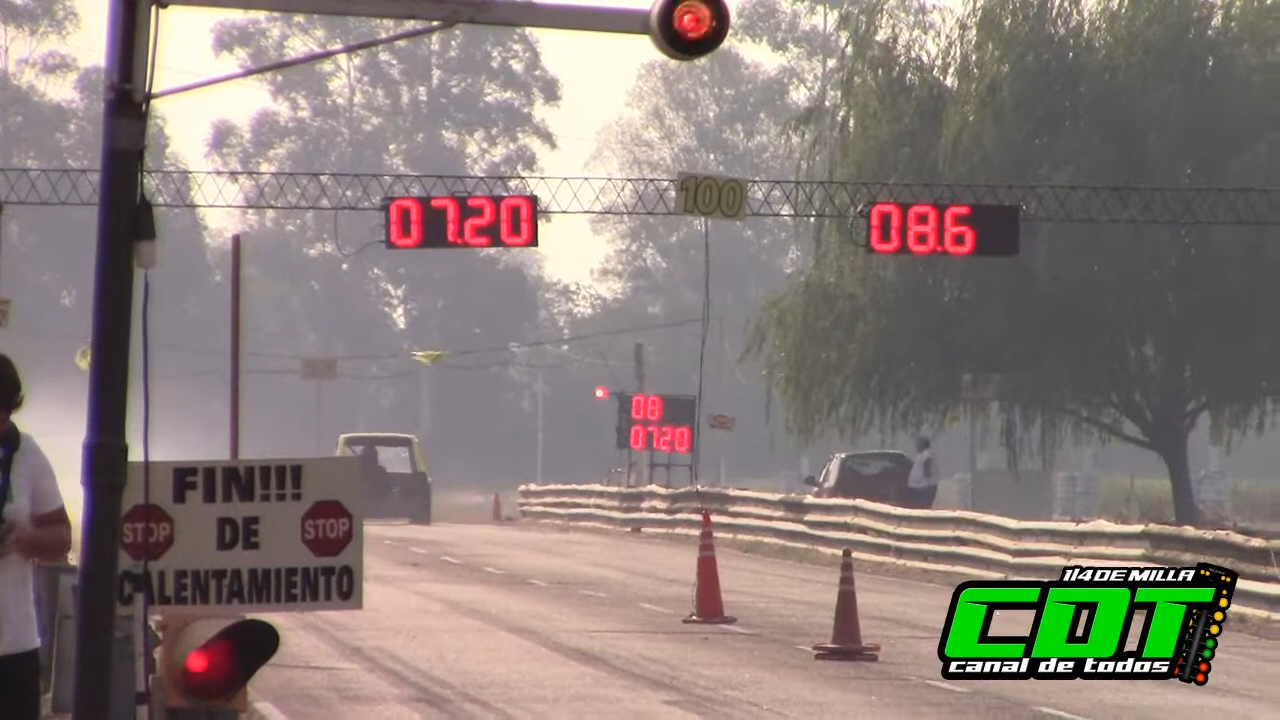 100
07.20
08.6
08
07.20
FIN!!!
STOP DE STOP
CALENTAMIENTO
1/4 DE MILLA
CDT
canal de todos